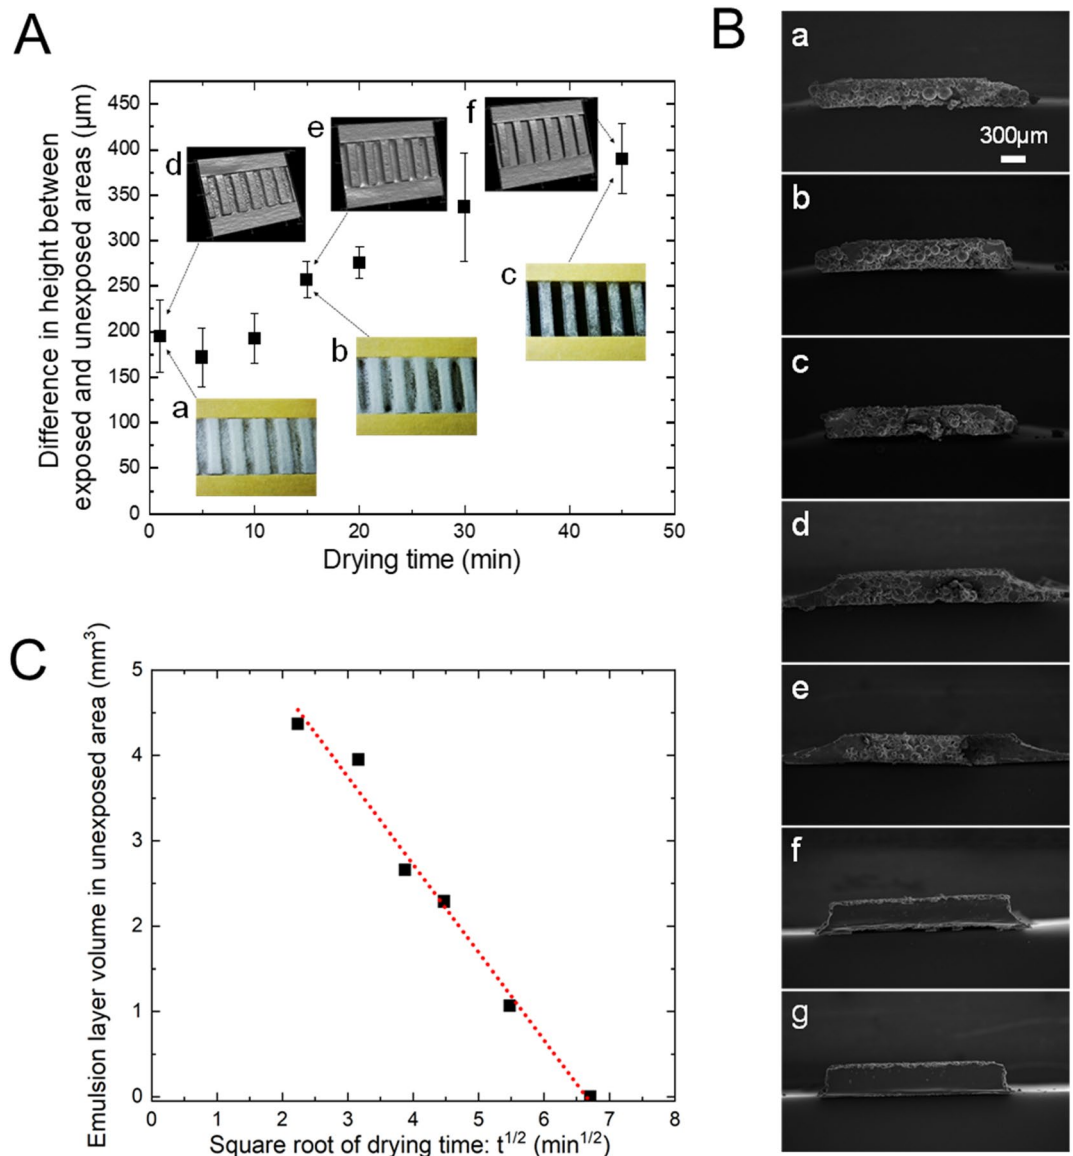 A
Difference in height between
exposed and unexposed areas (μm)
450
400
350
300
250
200
150
100
50
0
0
10
20
30
40
50
Drying time (min)
d
e
f
a
b
c
B
a
300μm
b
c
d
e
f
g
C
Emulsion layer volume in unexposed area (mm³)
5
4
3
2
1
0
0
1
2
3
4
5
6
7
8
Square root of drying time: t¹/² (min¹/²)